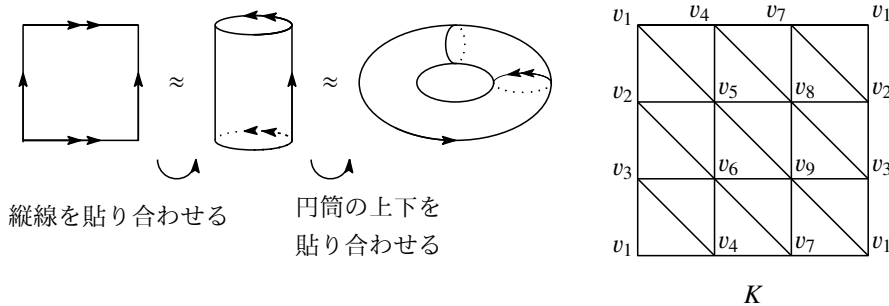 ≈ ≈
縦線を貼り合わせる
円筒の上下を
貼り合わせる
v₁ v₄ v₇ v₁
v₂ v₅ v₈ v₂
v₃ v₆ v₉ v₃
v₁ v₄ v₇ v₁
K